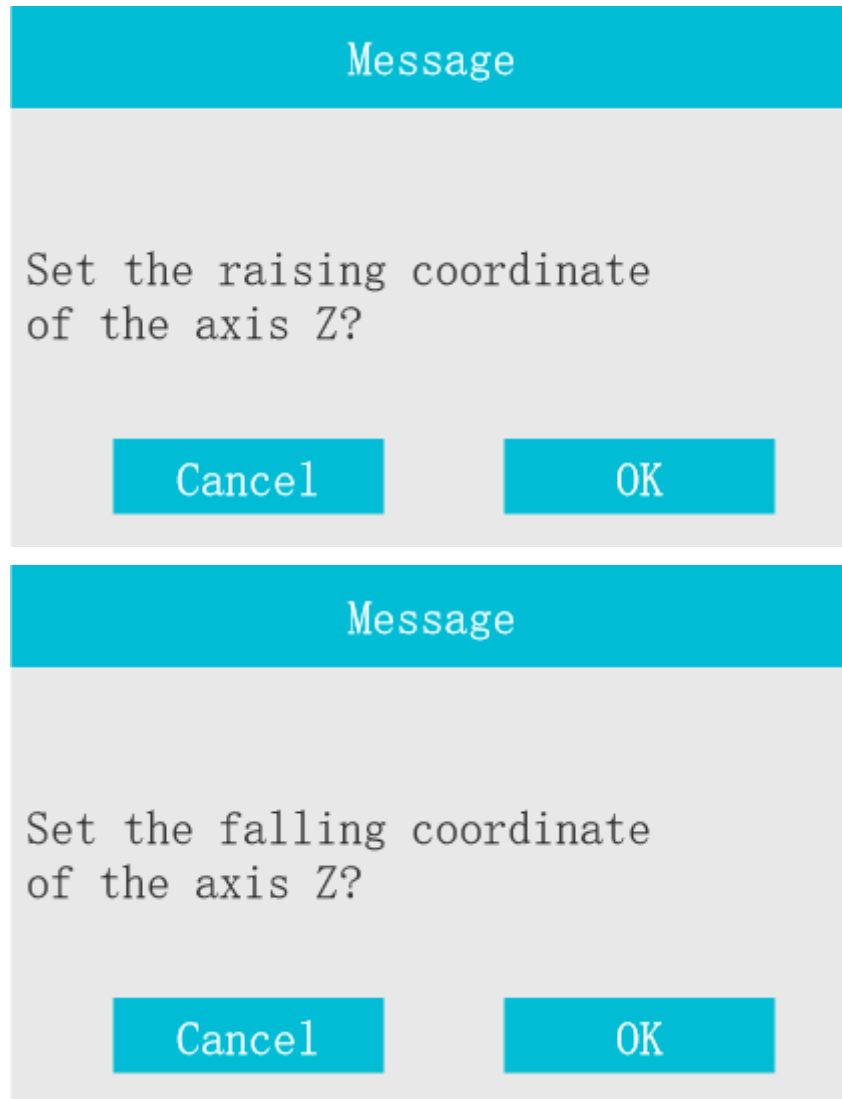 Message
Set the raising coordinate
of the axis Z?
Cancel OK
Message
Set the falling coordinate
of the axis Z?
Cancel OK